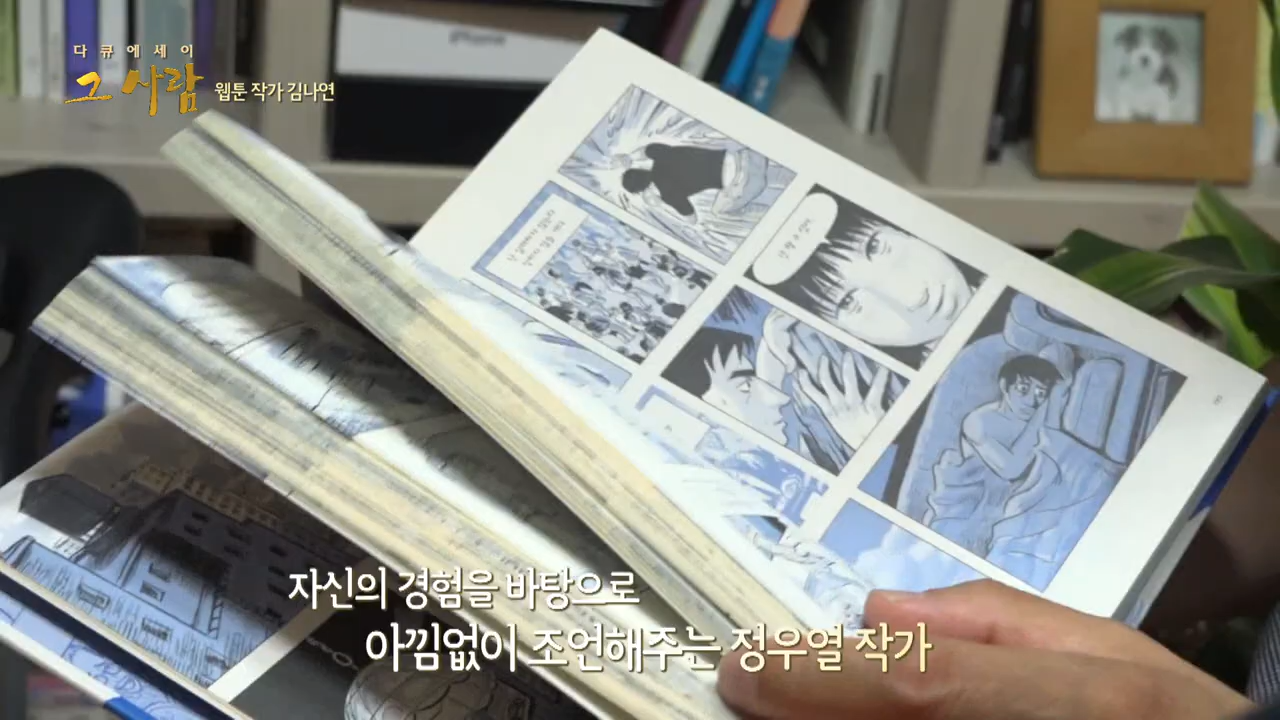 다큐에세이
그 사람 웹툰 작가 김나연
자신의 경험을 바탕으로
아낌없이 조언해주는 정우열 작가